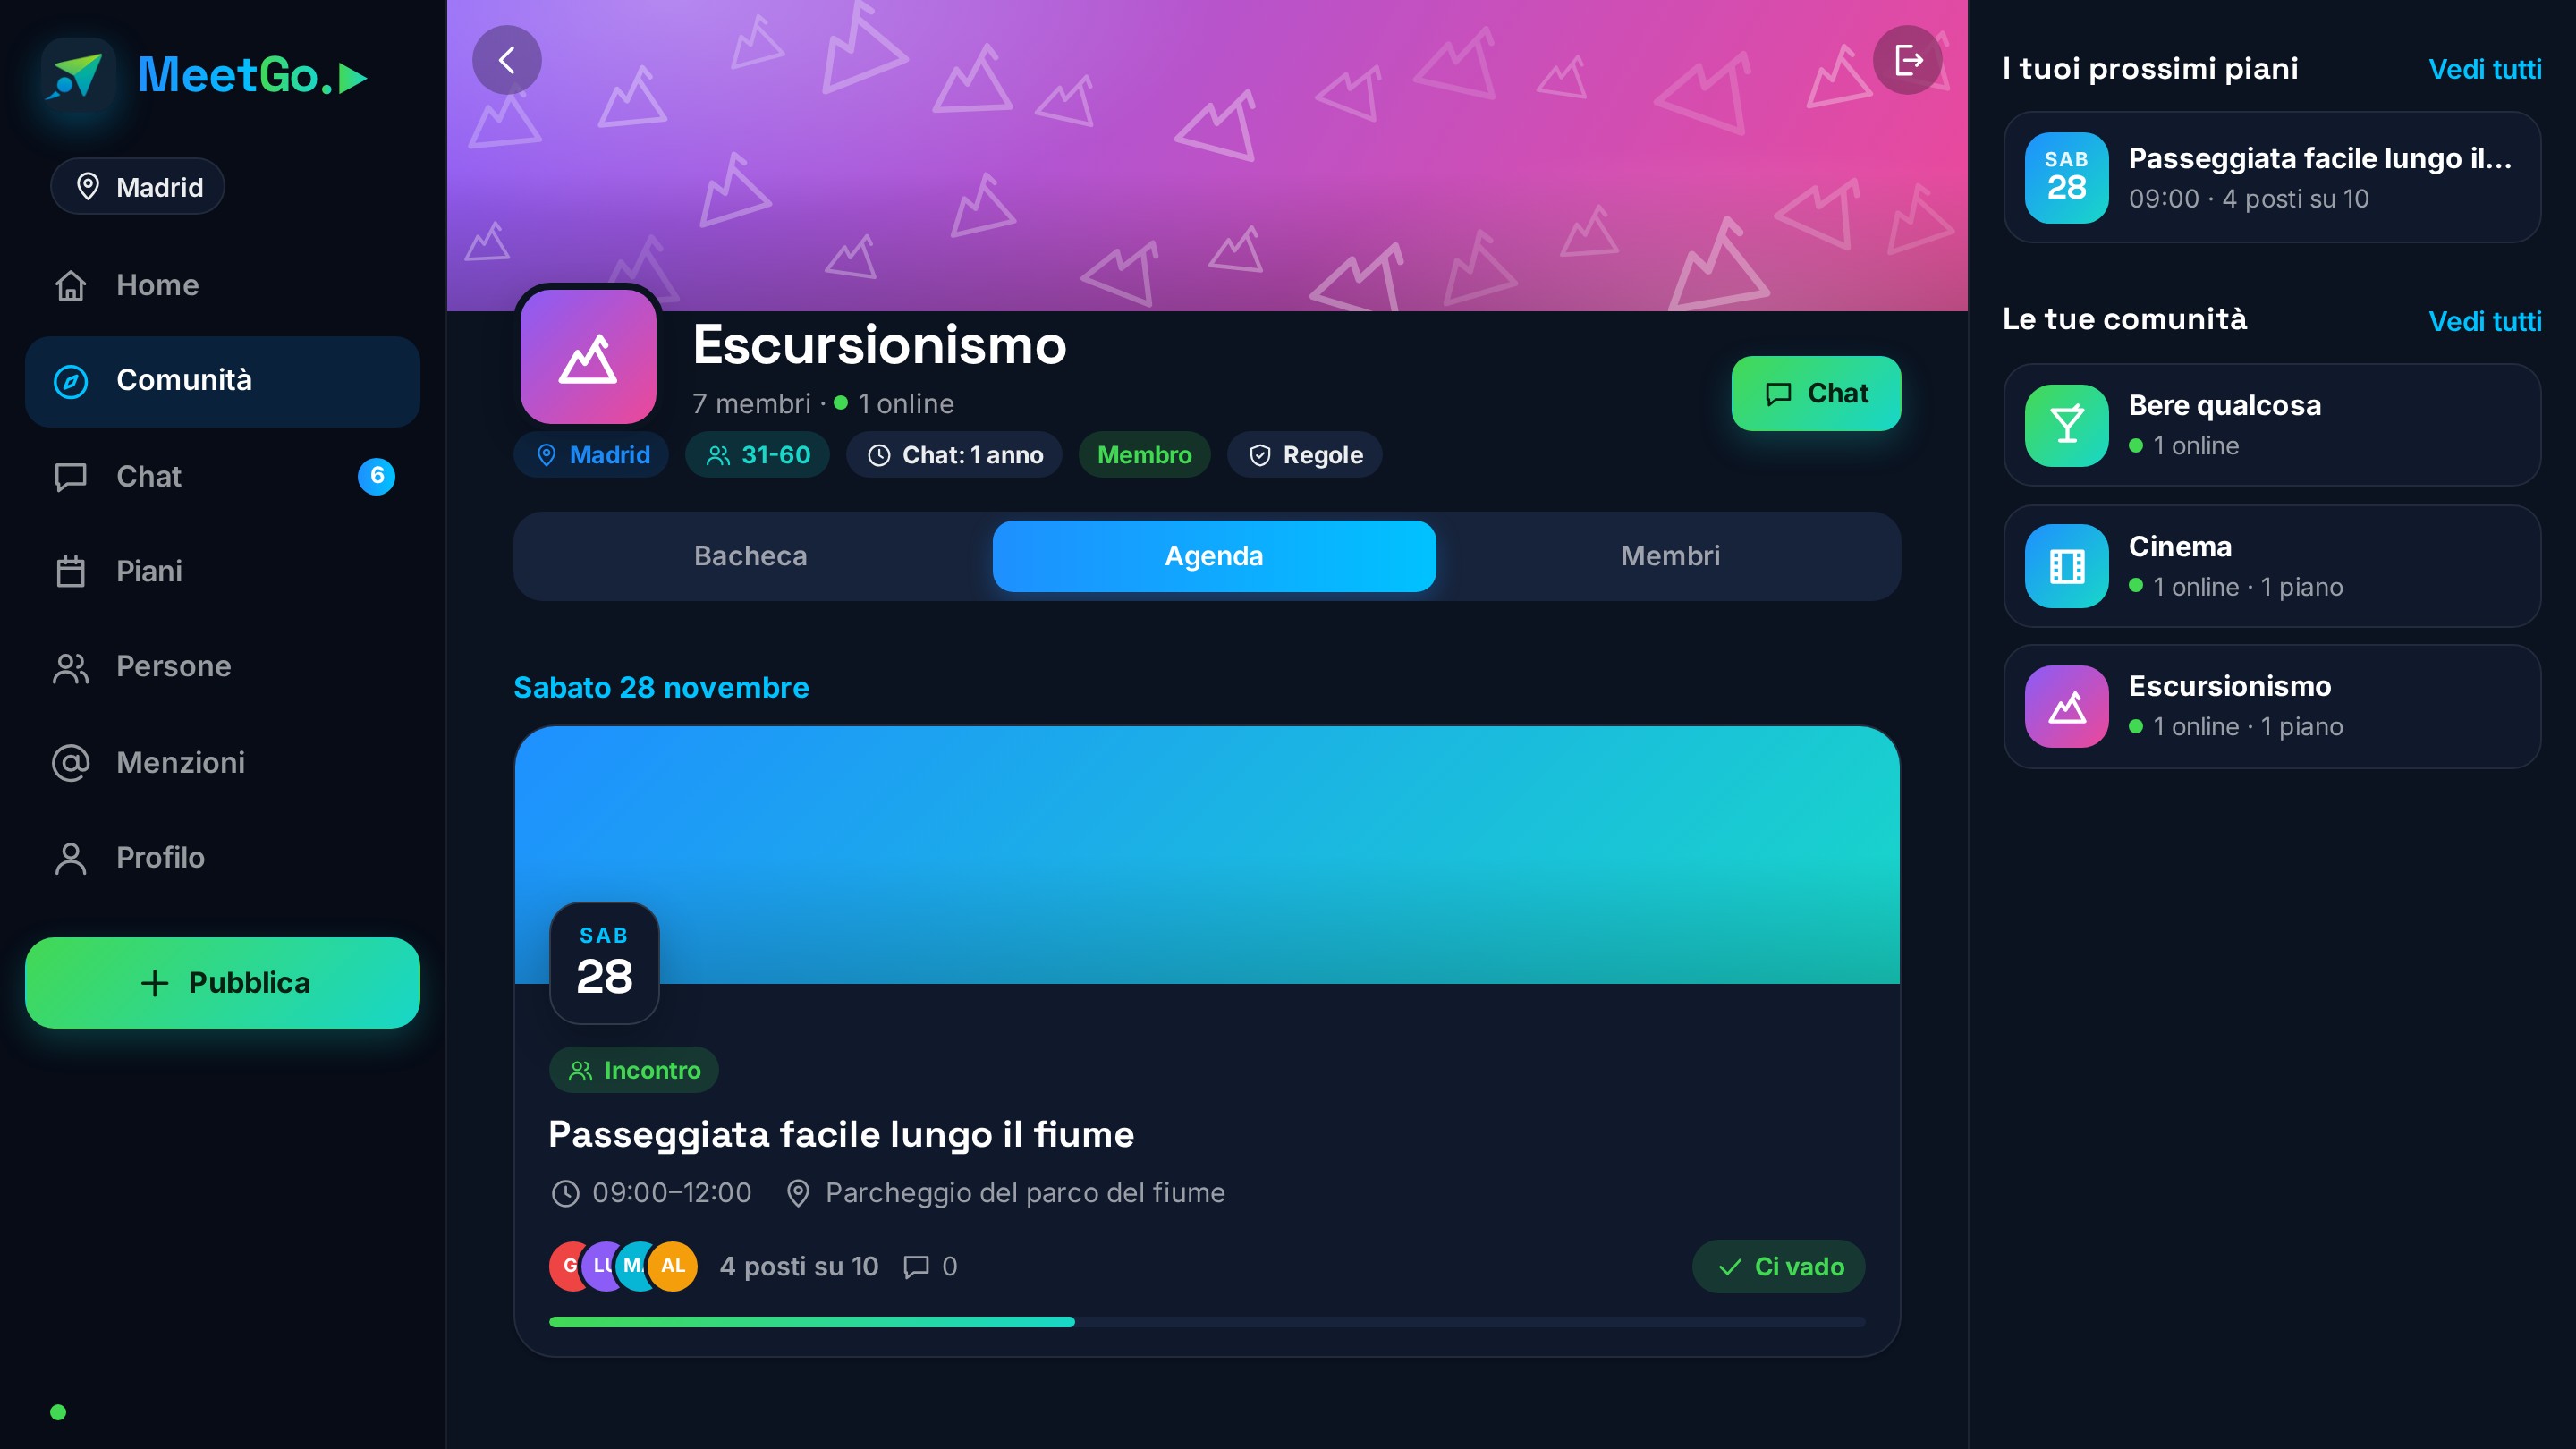 MeetGo.
Madrid
Home
Comunità
Chat
6
Piani
Persone
Menzioni
Profilo
Pubblica
Escursionismo
7 membri · 1 online
Chat
Madrid
31-60
Chat: 1 anno
Membro
Regole
Bacheca
Agenda
Membri
Sabato 28 novembre
SAB
28
Incontro
Passeggiata facile lungo il fiume
09:00–12:00
Parcheggio del parco del fiume
AL
4 posti su 10
0
Ci vado
I tuoi prossimi piani
Vedi tutti
SAB
28
Passeggiata facile lungo il...
09:00 · 4 posti su 10
Le tue comunità
Vedi tutti
Bere qualcosa
1 online
Cinema
1 online · 1 piano
Escursionismo
1 online · 1 piano